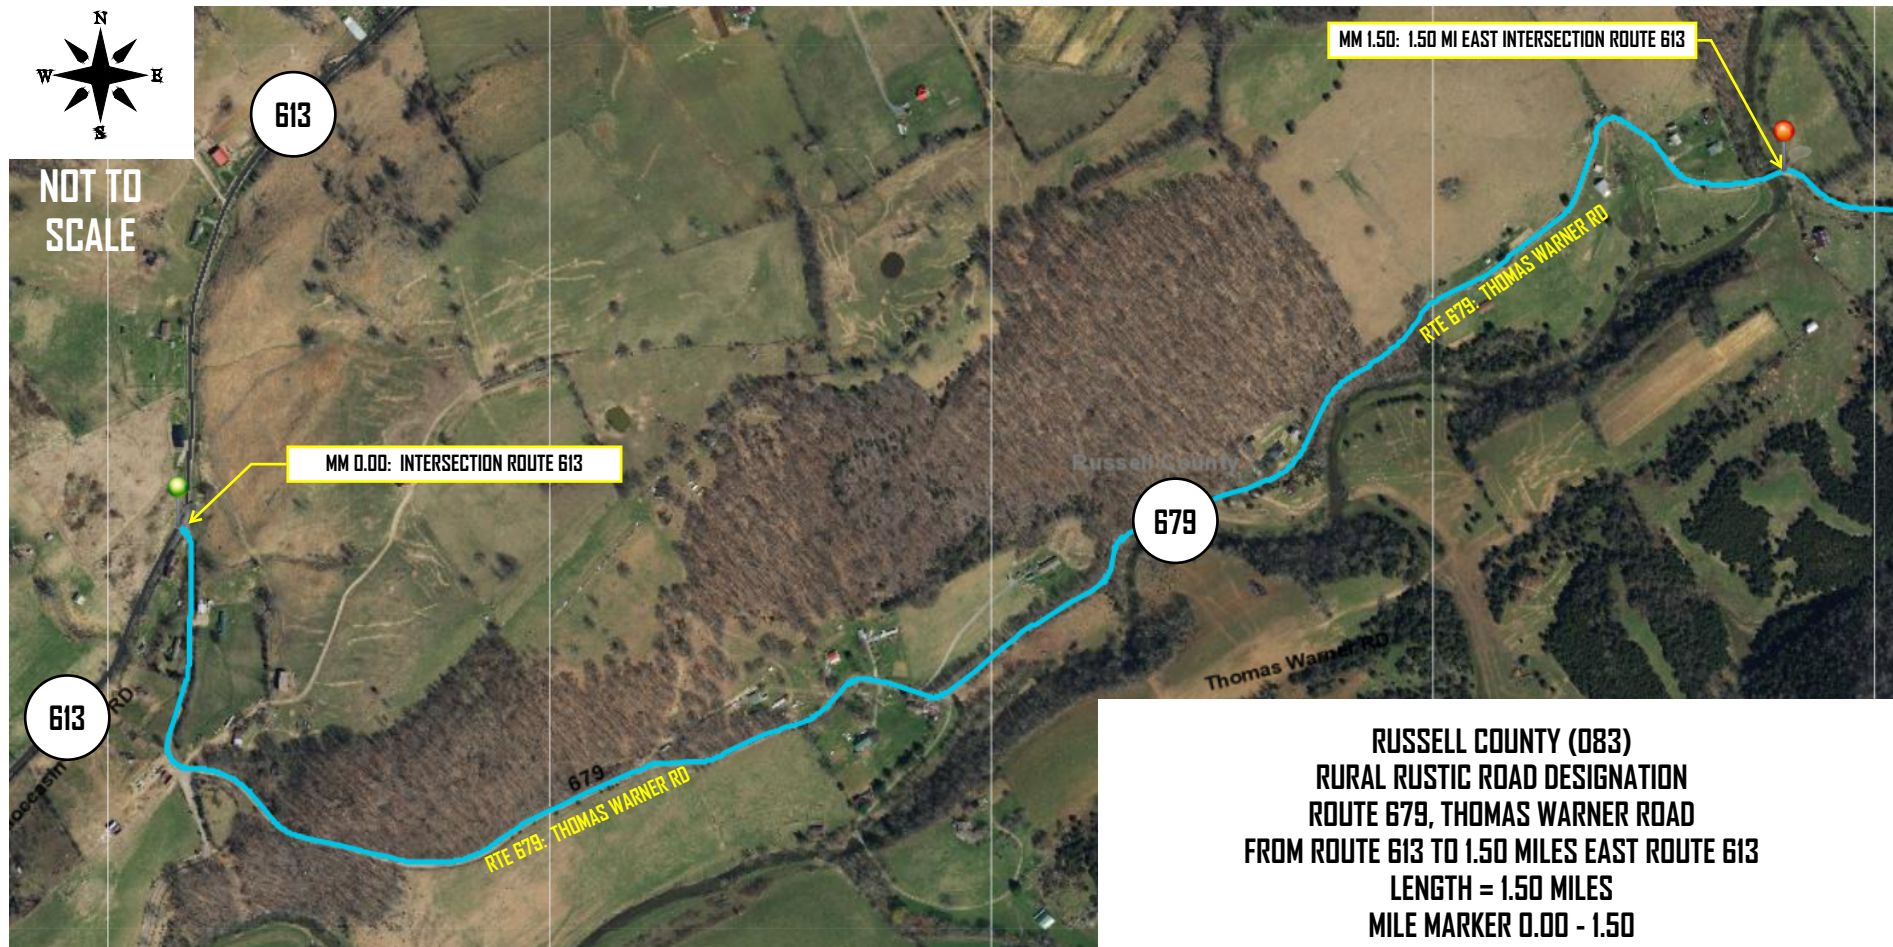 N
W E
S
NOT TO
SCALE
613
MM 1.50: 1.50 MI EAST INTERSECTION ROUTE 613
RTE 679: THOMAS WARNER RD
MM 0.00: INTERSECTION ROUTE 613
Russell County
679
Thomas Warner RD
613
RD
679
RTE 679: THOMAS WARNER RD
RUSSELL COUNTY (083)
RURAL RUSTIC ROAD DESIGNATION
ROUTE 679, THOMAS WARNER ROAD
FROM ROUTE 613 TO 1.50 MILES EAST ROUTE 613
LENGTH = 1.50 MILES
MILE MARKER 0.00 - 1.50